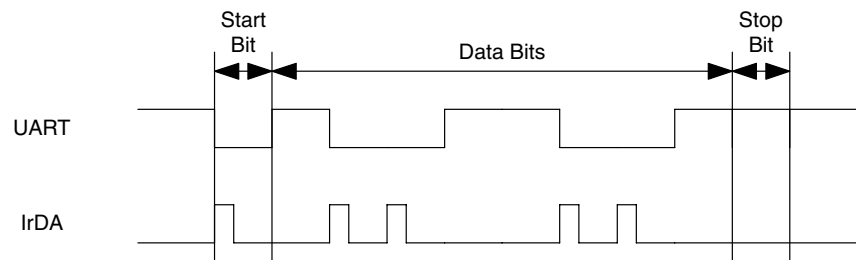 Start
Bit
Data Bits
Stop
Bit
UART
IrDA